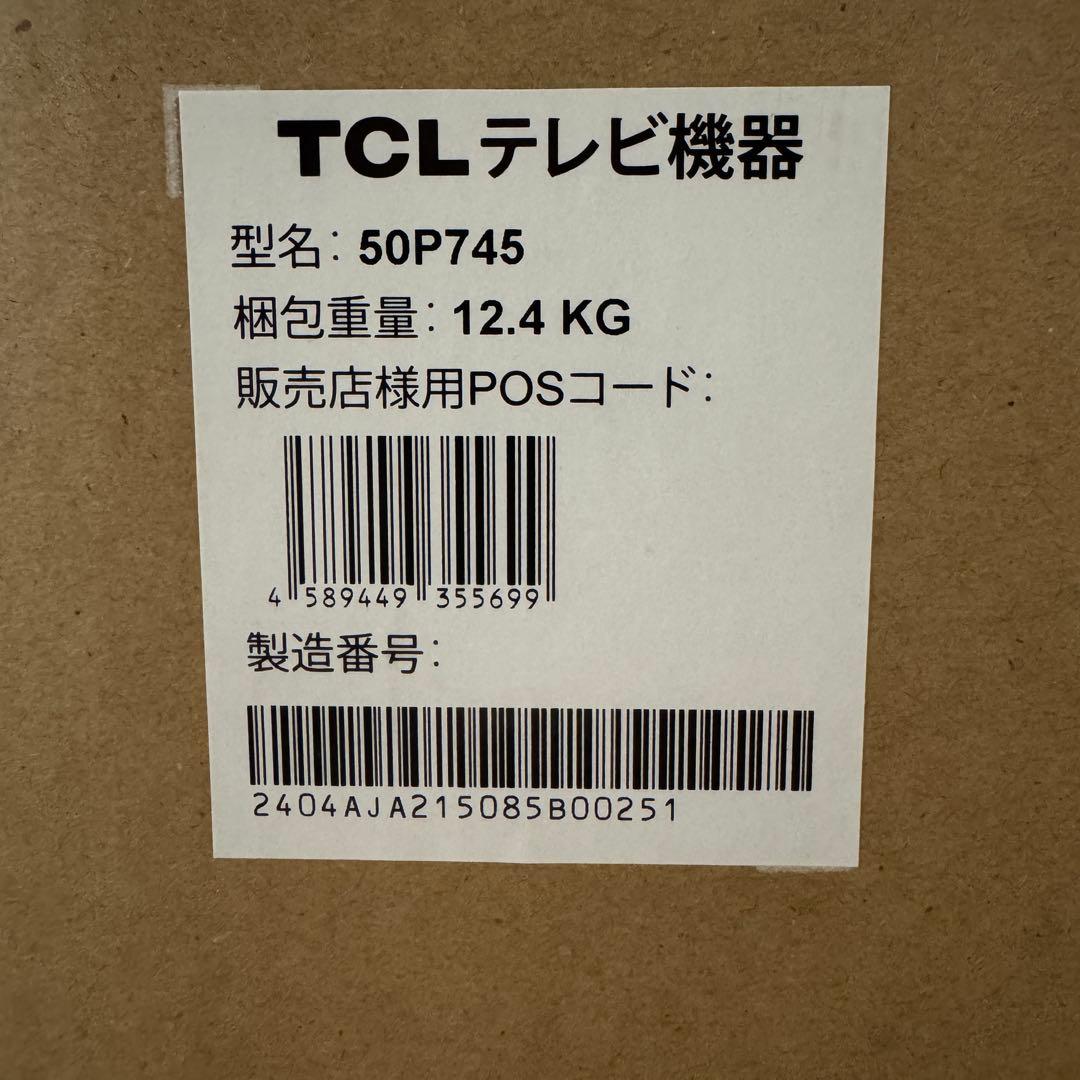 TCLテレビ機器
型名: 50P745
梱包重量: 12.4 KG
販売店様用POSコード:
4 589449 355699
製造番号:
2404AJA215085B00251